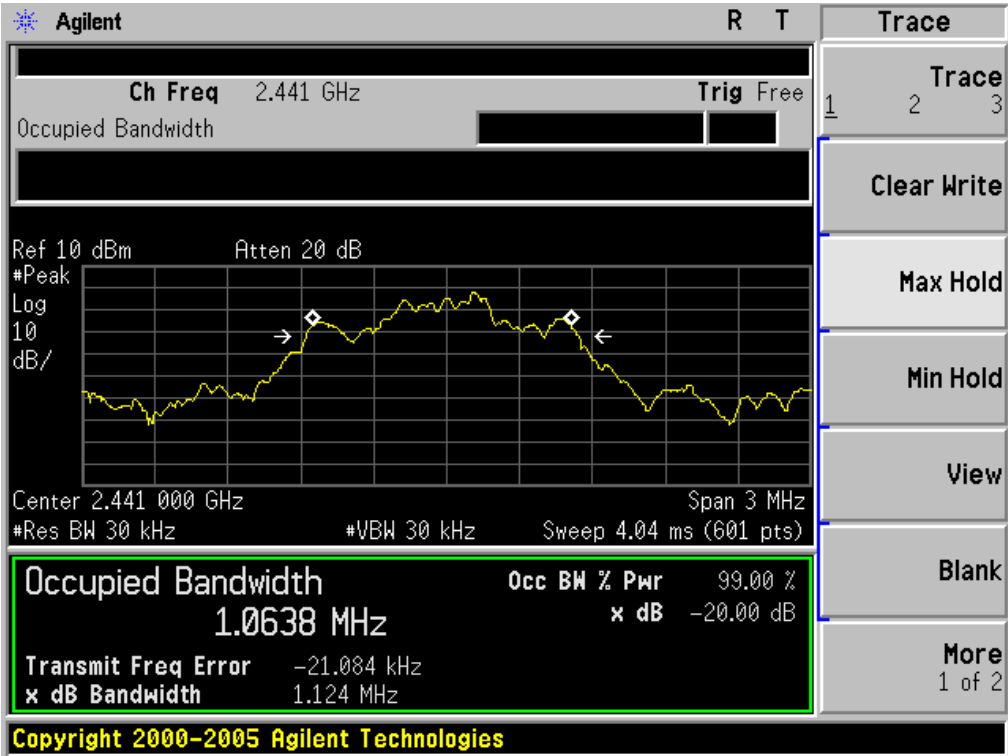 Agilent R T
Trace
Ch Freq 2.441 GHz Trig Free
Occupied Bandwidth
Trace
1 2 3
Clear Write
Max Hold
Min Hold
View
Blank
More
1 of 2
Ref 10 dBm Atten 20 dB
#Peak
Log
10
dB/
Center 2.441 000 GHz Span 3 MHz
#Res BW 30 kHz #VBW 30 kHz Sweep 4.04 ms (601 pts)
Occupied Bandwidth
1.0638 MHz
Occ BW % Pwr 99.00 %
x dB -20.00 dB
Transmit Freq Error -21.084 kHz
x dB Bandwidth 1.124 MHz
Copyright 2000-2005 Agilent Technologies